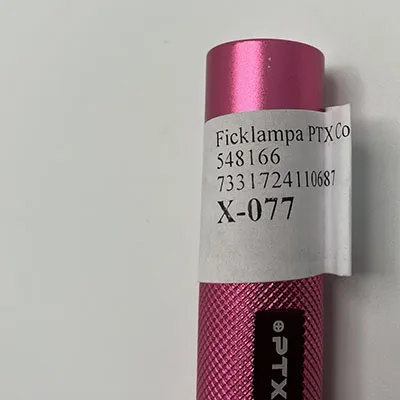 Ficklampa PTX Co
548166
7331724110687
X-077
PTX